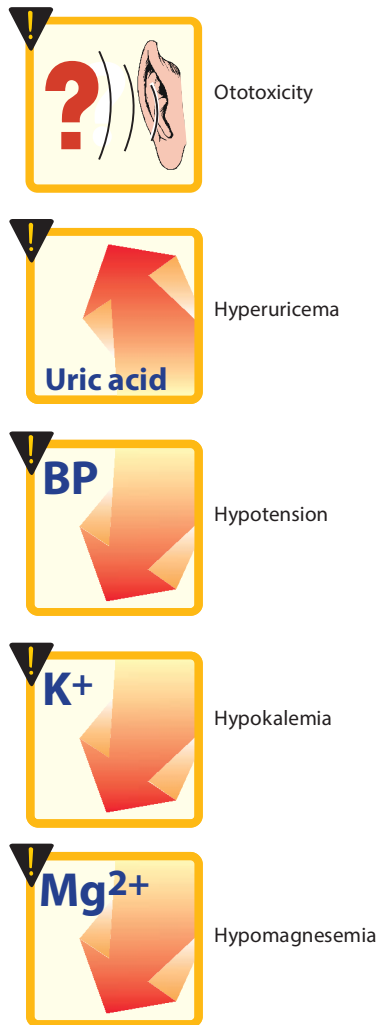 !
?
Ototoxicity
!
Hyperuricema
Uric acid
!
BP
Hypotension
!
K+
Hypokalemia
!
Mg2+
Hypomagnesemia